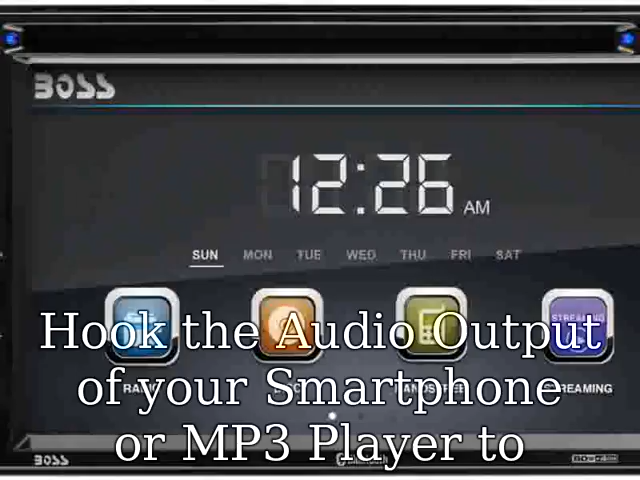 BOSS
12:26 AM
SUN MON TUE WED THU FRI SAT
Hook the Audio Output
of your Smartphone
or MP3 Player to
STREAMING
STREAMING
BOSS